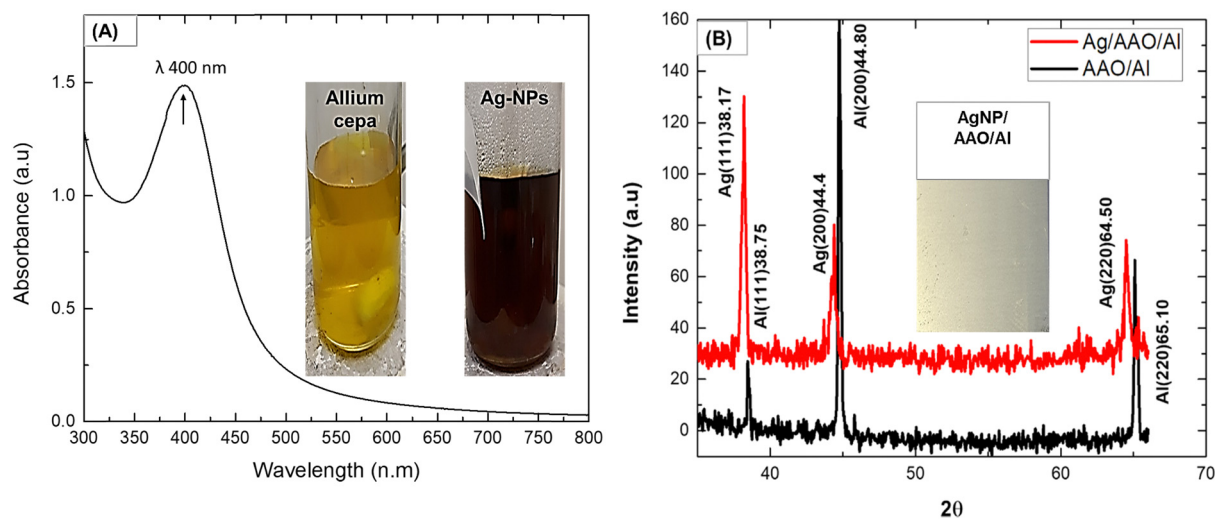 (A)
λ 400 nm
Allium
cepa
Ag-NPs
Absorbance (a.u)
1.5
1.0
0.5
0.0
300 350 400 450 500 550 600 650 700 750 800
Wavelength (n.m)
(B)
Ag/AAO/Al
AAO/Al
AgNP/
AAO/Al
Ag(111)38.17
Al(111)38.75
Ag(200)44.4
Al(200)44.80
Ag(220)64.50
Al(220)65.10
Intensity (a.u)
160
140
120
100
80
60
40
20
0
40 50 60 70
2θ